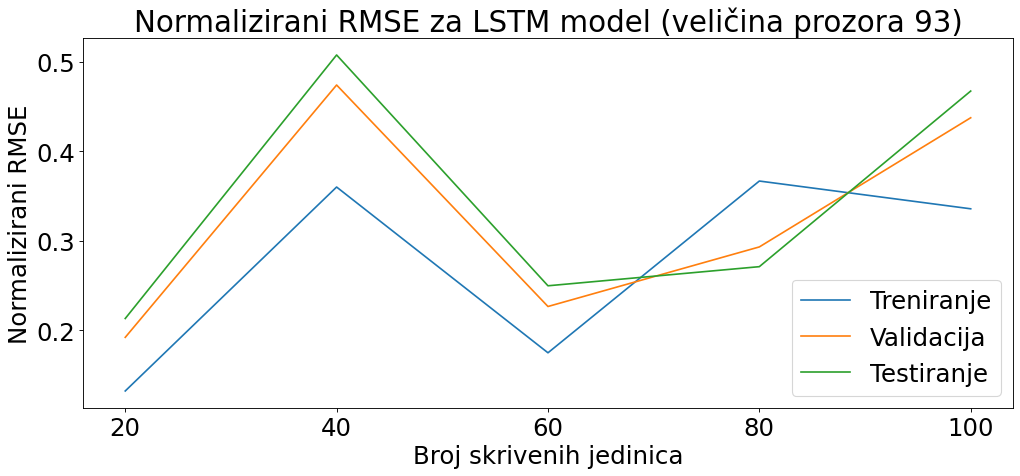 Normalizirani RMSE za LSTM model (veličina prozora 93)
Normalizirani RMSE
0.5
0.4
0.3
0.2
Treniranje
Validacija
Testiranje
20 40 60 80 100
Broj skrivenih jedinica